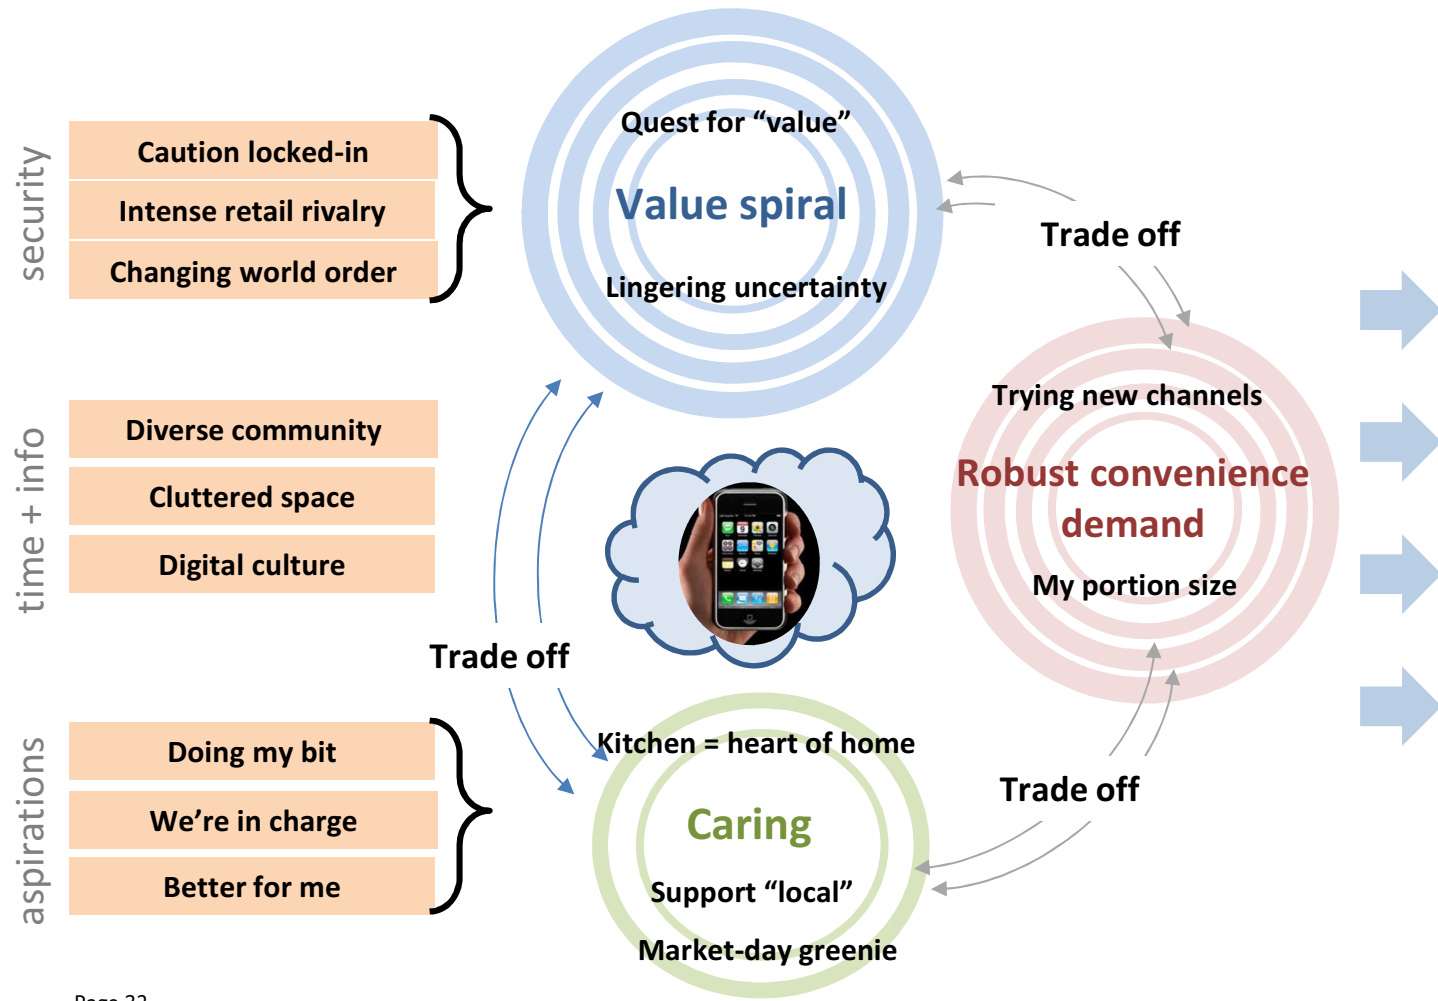 security
Caution locked-in
Intense retail rivalry
Changing world order
Quest for “value”
Value spiral
Lingering uncertainty
Trade off
time + info
Diverse community
Cluttered space
Digital culture
Trying new channels
Robust convenience
demand
My portion size
Trade off
aspirations
Doing my bit
We’re in charge
Better for me
Kitchen = heart of home
Caring
Support “local”
Market-day greenie
Trade off